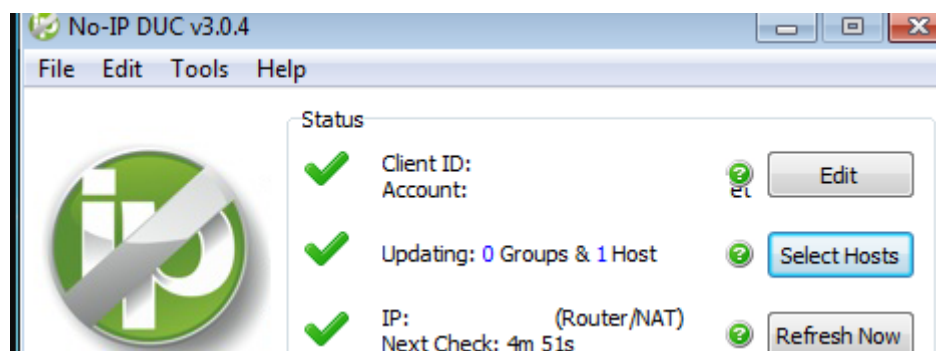 No-IP DUC v3.0.4
File Edit Tools Help
Status
Client ID:
Account:
Edit
Updating: 0 Groups & 1 Host
Select Hosts
IP: (Router/NAT)
Next Check: 4m 51s
Refresh Now
ip